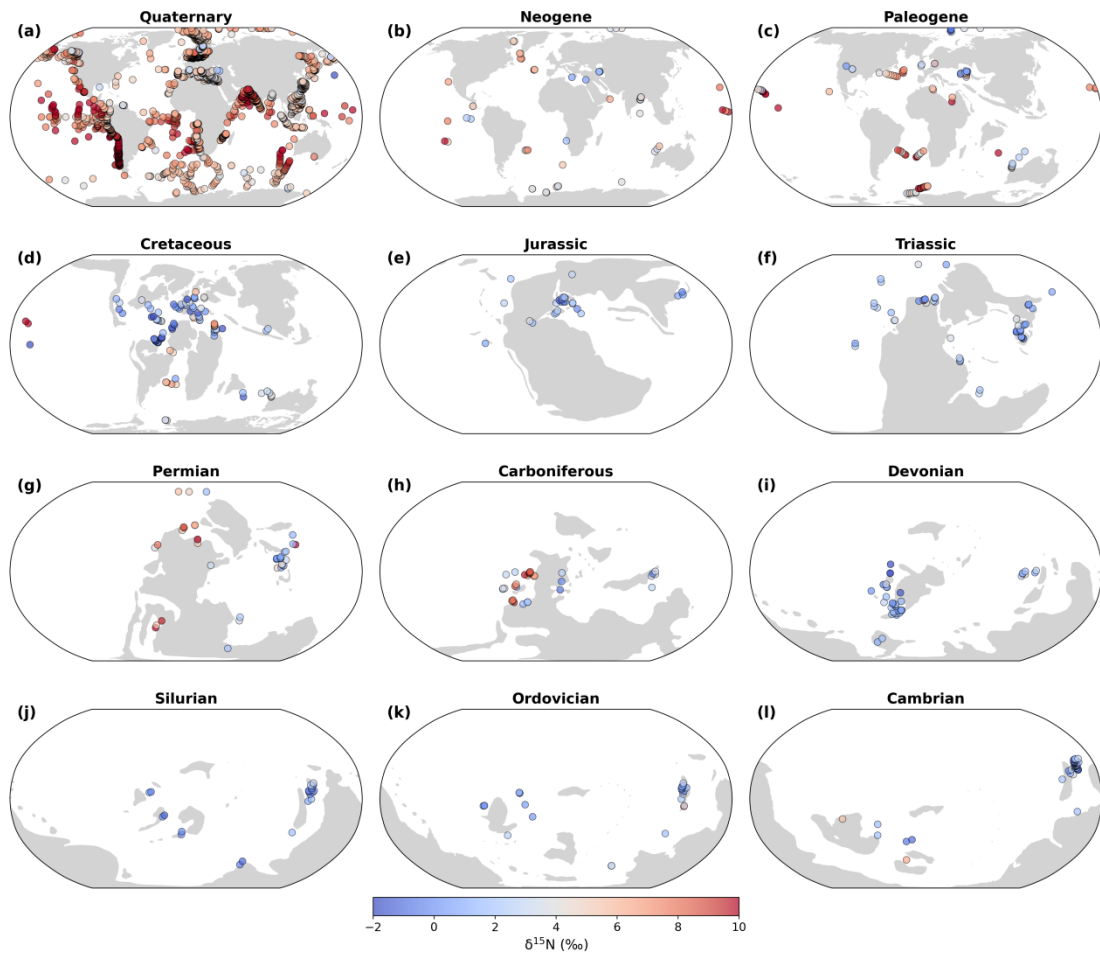 Quaternary
(a)
Neogene
(b)
Paleogene
(c)
Cretaceous
(d)
Jurassic
(e)
Triassic
(f)
Permian
(g)
Carboniferous
(h)
Devonian
(i)
Silurian
(j)
Ordovician
(k)
Cambrian
(l)
−2 0 2 4 6 8 10
δ¹⁵N (‰)